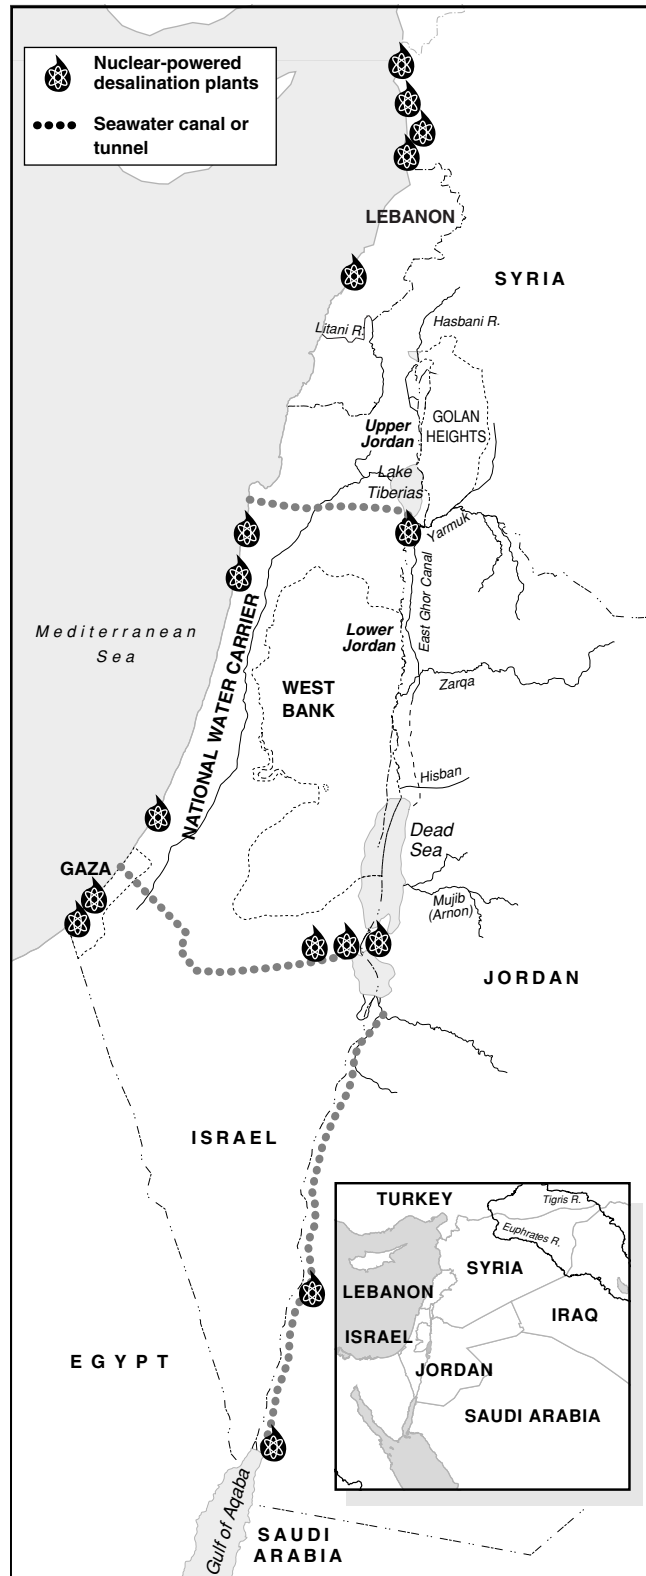 Nuclear-powered
desalination plants
Seawater canal or
tunnel
LEBANON
SYRIA
Litani R.
Hasbani R.
GOLAN
HEIGHTS
Upper
Jordan
Lake
Tiberias
Yarmuk
East Ghor Canal
Mediterranean
Sea
NATIONAL WATER CARRIER
Lower
Jordan
WEST
BANK
Zarqa
Hisban
Dead
Sea
GAZA
Mujib
(Arnon)
JORDAN
ISRAEL
EGYPT
Gulf of Aqaba
SAUDI
ARABIA
TURKEY
Tigris R.
Euphrates R.
SYRIA
LEBANON
IRAQ
ISRAEL
JORDAN
SAUDI ARABIA